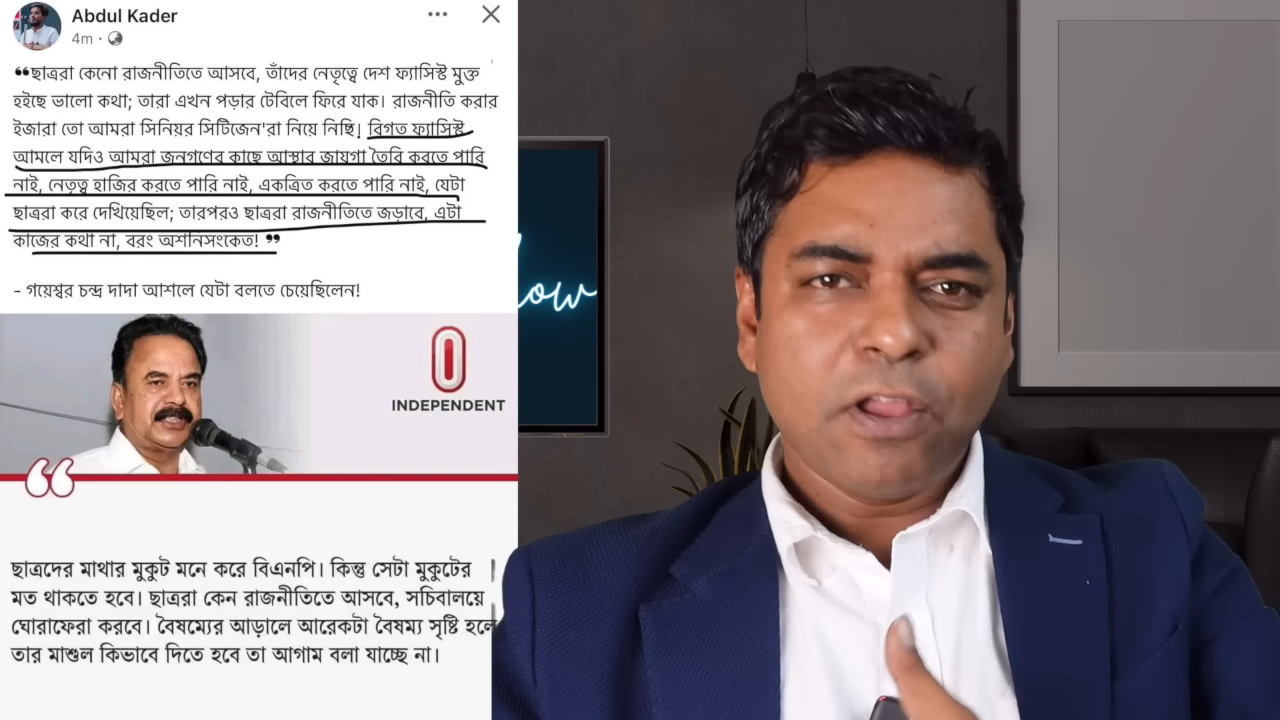 Abdul Kader
4m
❝ছাত্ররা কেনো রাজনীতিতে আসবে, তাঁদের নেতৃত্বে দেশ ফ্যাসিস্ট মুক্ত
হইছে ভালো কথা; তারা এখন পড়ার টেবিলে ফিরে যাক। রাজনীতি করার
ইজারা তো আমরা সিনিয়র সিটিজেন'রা নিয়ে নিছি। বিগত ফ্যাসিস্ট
আমলে যদিও আমরা জনগণের কাছে আস্থার জায়গা তৈরি করতে পারি
নাই, নেতৃত্ব হাজির করতে পারি নাই, একত্রিত করতে পারি নাই, যেটা
ছাত্ররা করে দেখিয়েছিল; তারপরও ছাত্ররা রাজনীতিতে জড়াবে, এটা
কাজের কথা না, বরং অশনিসংকেত! ❞
- গয়েশ্বর চন্দ্র দাদা আশলে যেটা বলতে চেয়েছিলেন!
INDEPENDENT
ছাত্রদের মাথার মুকুট মনে করে বিএনপি। কিন্তু সেটা মুকুটের
মত থাকতে হবে। ছাত্ররা কেন রাজনীতিতে আসবে, সচিবালয়ে
ঘোরাফেরা করবে। বৈষম্যের আড়ালে আরেকটা বৈষম্য সৃষ্টি হলে
তার মাশুল কিভাবে দিতে হবে তা আগাম বলা যাচ্ছে না।